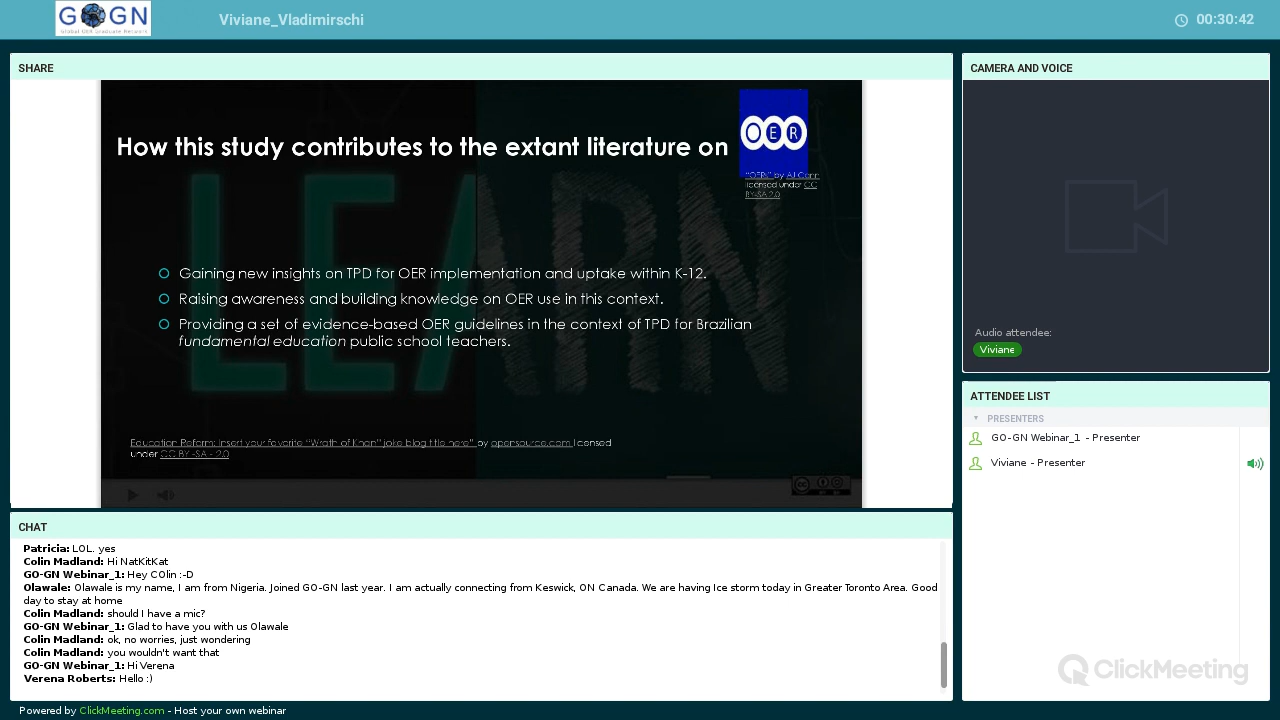 GO GN
Global OER Graduate Network
Viviane_Vladimirschi
00:30:42
SHARE
How this study contributes to the extant literature on
OER
"OERs" by AJ Cann
licensed under CC
BY-SA 2.0
LEARN
Gaining new insights on TPD for OER implementation and uptake within K-12.
Raising awareness and building knowledge on OER use in this context.
Providing a set of evidence-based OER guidelines in the context of TPD for Brazilian
fundamental education public school teachers.
Education Reform: Insert your favorite "Wrath of Khan" joke blog title here" by opensource.com licensed
under CC BY -SA - 2.0
CHAT
Patricia: LOL. yes
Colin Madland: Hi NatKitKat
GO-GN Webinar_1: Hey COlin :-D
Olawale: Olawale is my name, I am from Nigeria. Joined GO-GN last year. I am actually connecting from Keswick, ON Canada. We are having Ice storm today in Greater Toronto Area. Good
day to stay at home
Colin Madland: should I have a mic?
GO-GN Webinar_1: Glad to have you with us Olawale
Colin Madland: ok, no worries, just wondering
Colin Madland: you wouldn't want that
GO-GN Webinar_1: Hi Verena
Verena Roberts: Hello :)
CAMERA AND VOICE
Audio attendee:
Viviane
ATTENDEE LIST
PRESENTERS
GO-GN Webinar_1 - Presenter
Viviane - Presenter
ClickMeeting
Powered by ClickMeeting.com - Host your own webinar